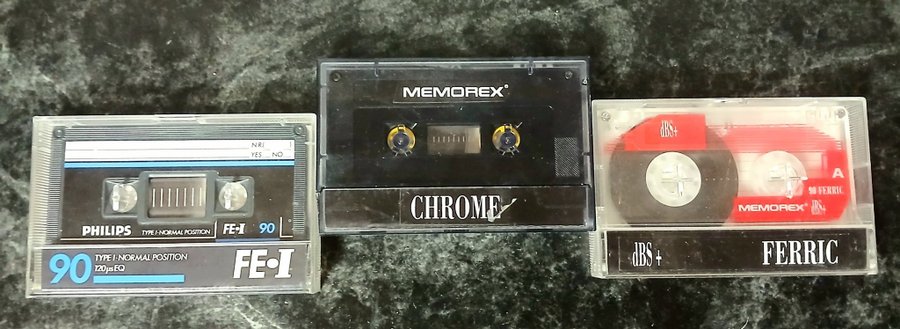 NR I
YES NO
PHILIPS TYPE I·NORMAL POSITION FE·I 90
90 TYPE I·NORMAL POSITION
120µs EQ
FE·I
MEMOREX®
CHROME
dBS+
A
90 FERRIC
MEMOREX® dBS+
dBS+ FERRIC